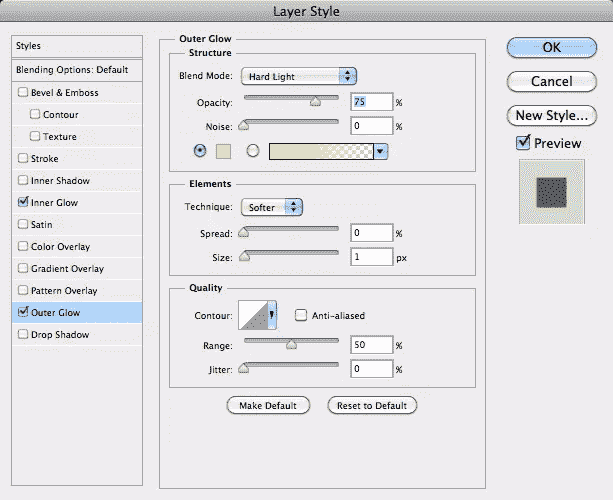 Layer Style
Styles
Blending Options: Default
Bevel & Emboss
Contour
Texture
Stroke
Inner Shadow
Inner Glow
Satin
Color Overlay
Gradient Overlay
Pattern Overlay
Outer Glow
Drop Shadow
Outer Glow
Structure
Blend Mode: Hard Light
Opacity: 75 %
Noise: 0 %
Elements
Technique: Softer
Spread: 0 %
Size: 1 px
Quality
Contour: Anti-aliased
Range: 50 %
Jitter: 0 %
Make Default Reset to Default
OK
Cancel
New Style...
Preview